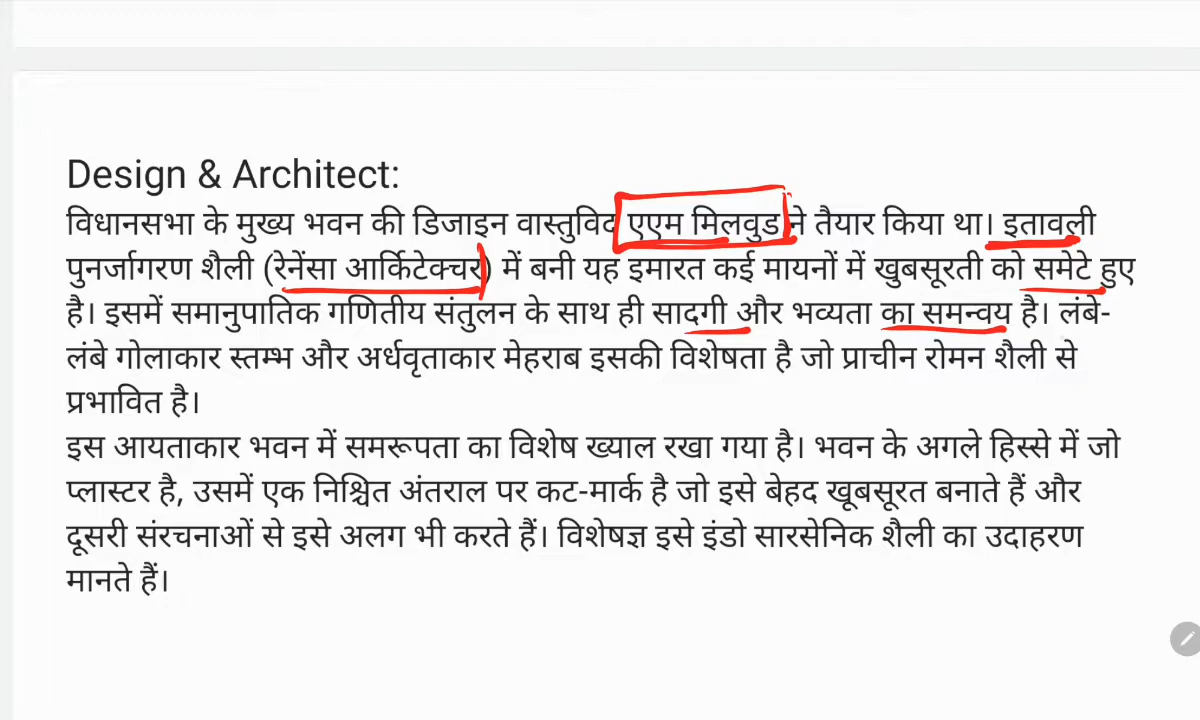 Design & Architect:
विधानसभा के मुख्य भवन की डिजाइन वास्तुविद एएम मिलवुड ने तैयार किया था। इतावली
पुनर्जागरण शैली (रेनेंसा आर्किटेक्चर) में बनी यह इमारत कई मायनों में खुबसूरती को समेटे हुए
है। इसमें समानुपातिक गणितीय संतुलन के साथ ही सादगी और भव्यता का समन्वय है। लंबे-
लंबे गोलाकार स्तम्भ और अर्धवृताकार मेहराब इसकी विशेषता है जो प्राचीन रोमन शैली से
प्रभावित है।
इस आयताकार भवन में समरूपता का विशेष ख्याल रखा गया है। भवन के अगले हिस्से में जो
प्लास्टर है, उसमें एक निश्चित अंतराल पर कट-मार्क है जो इसे बेहद खूबसूरत बनाते हैं और
दूसरी संरचनाओं से इसे अलग भी करते हैं। विशेषज्ञ इसे इंडो सारसेनिक शैली का उदाहरण
मानते हैं।